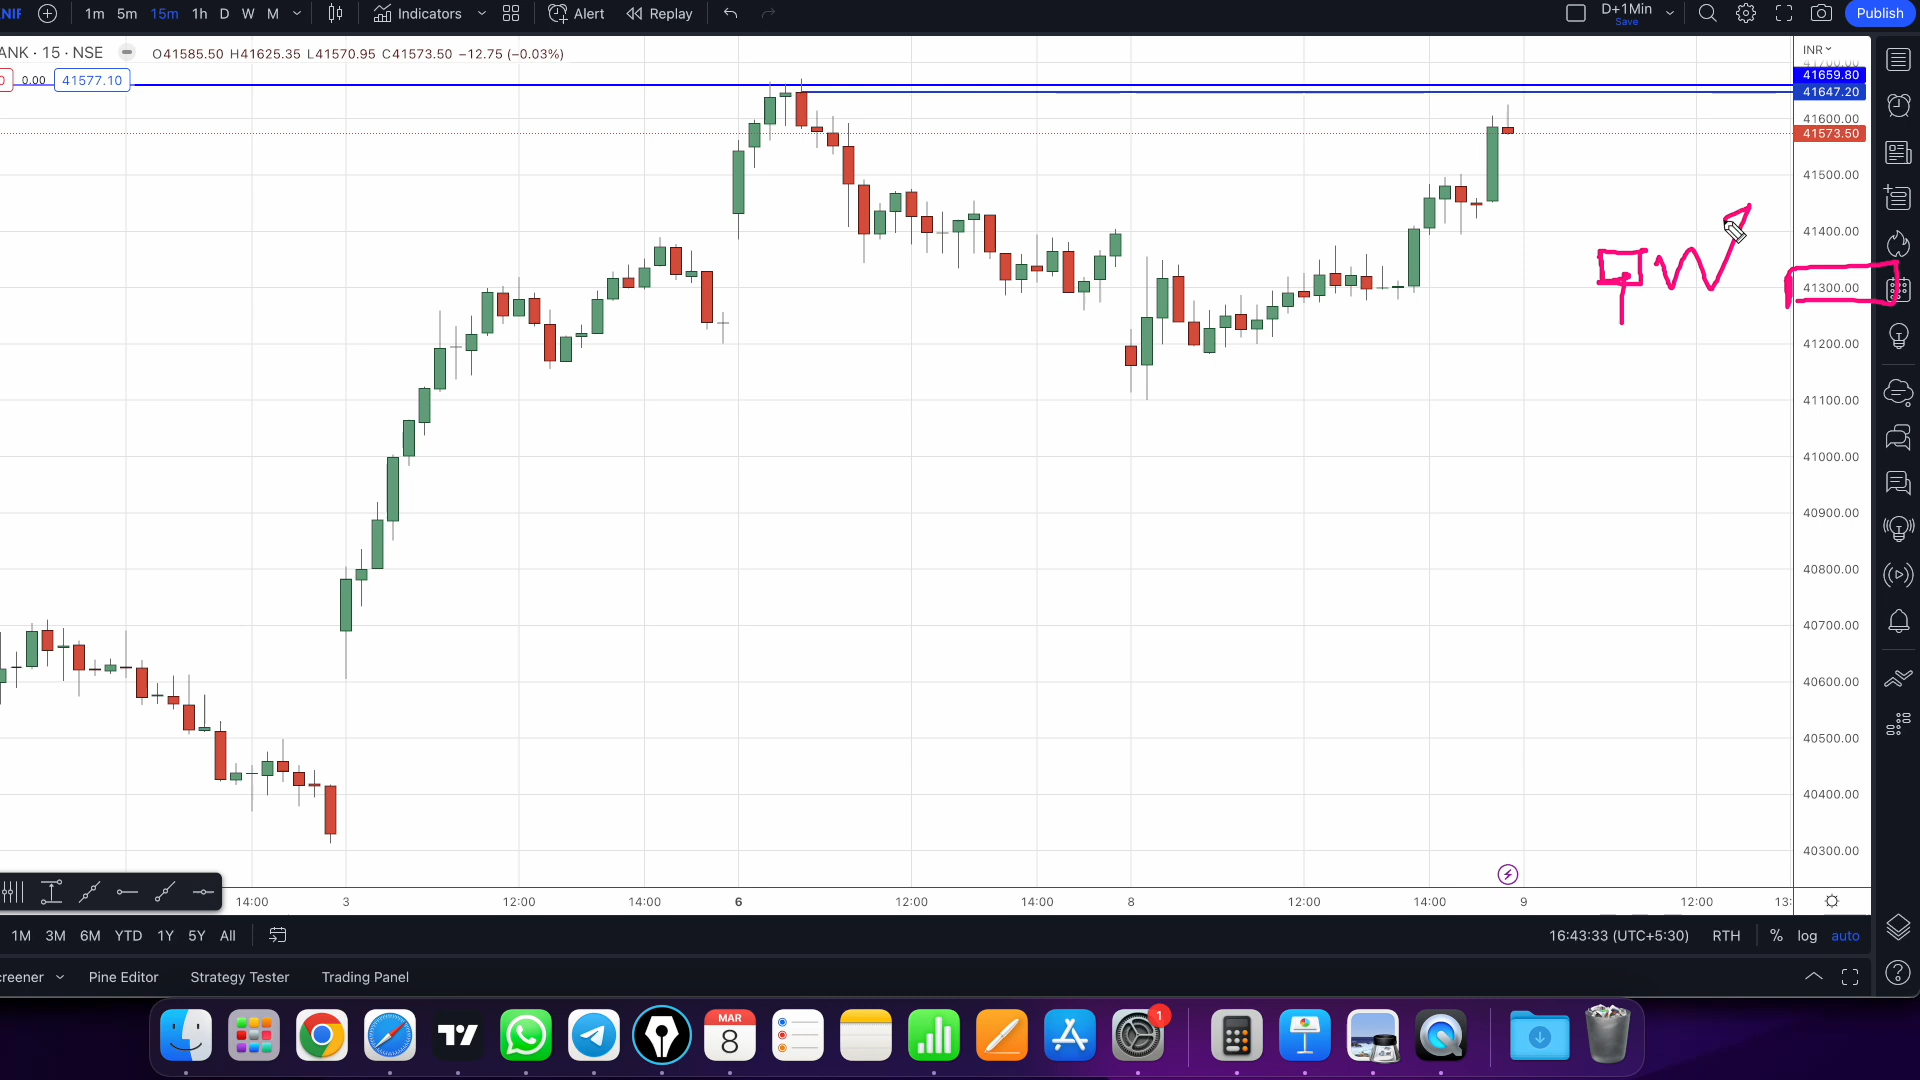 NIF 1m 5m 15m 1h D W M Indicators Alert Replay D+1Min Save Publish
ANK · 15 · NSE O41585.50 H41625.35 L41570.95 C41573.50 −12.75 (−0.03%) INR
0 0.00 41577.10
41700.00
41659.80
41647.20
41600.00
41573.50
41500.00
41400.00
41300.00
41200.00
41100.00
41000.00
40900.00
40800.00
40700.00
40600.00
40500.00
40400.00
40300.00
14:00 3 12:00 14:00 6 12:00 14:00 8 12:00 14:00 9 12:00 13:
1M 3M 6M YTD 1Y 5Y All 16:43:33 (UTC+5:30) RTH % log auto
creener Pine Editor Strategy Tester Trading Panel
MAR
8
1